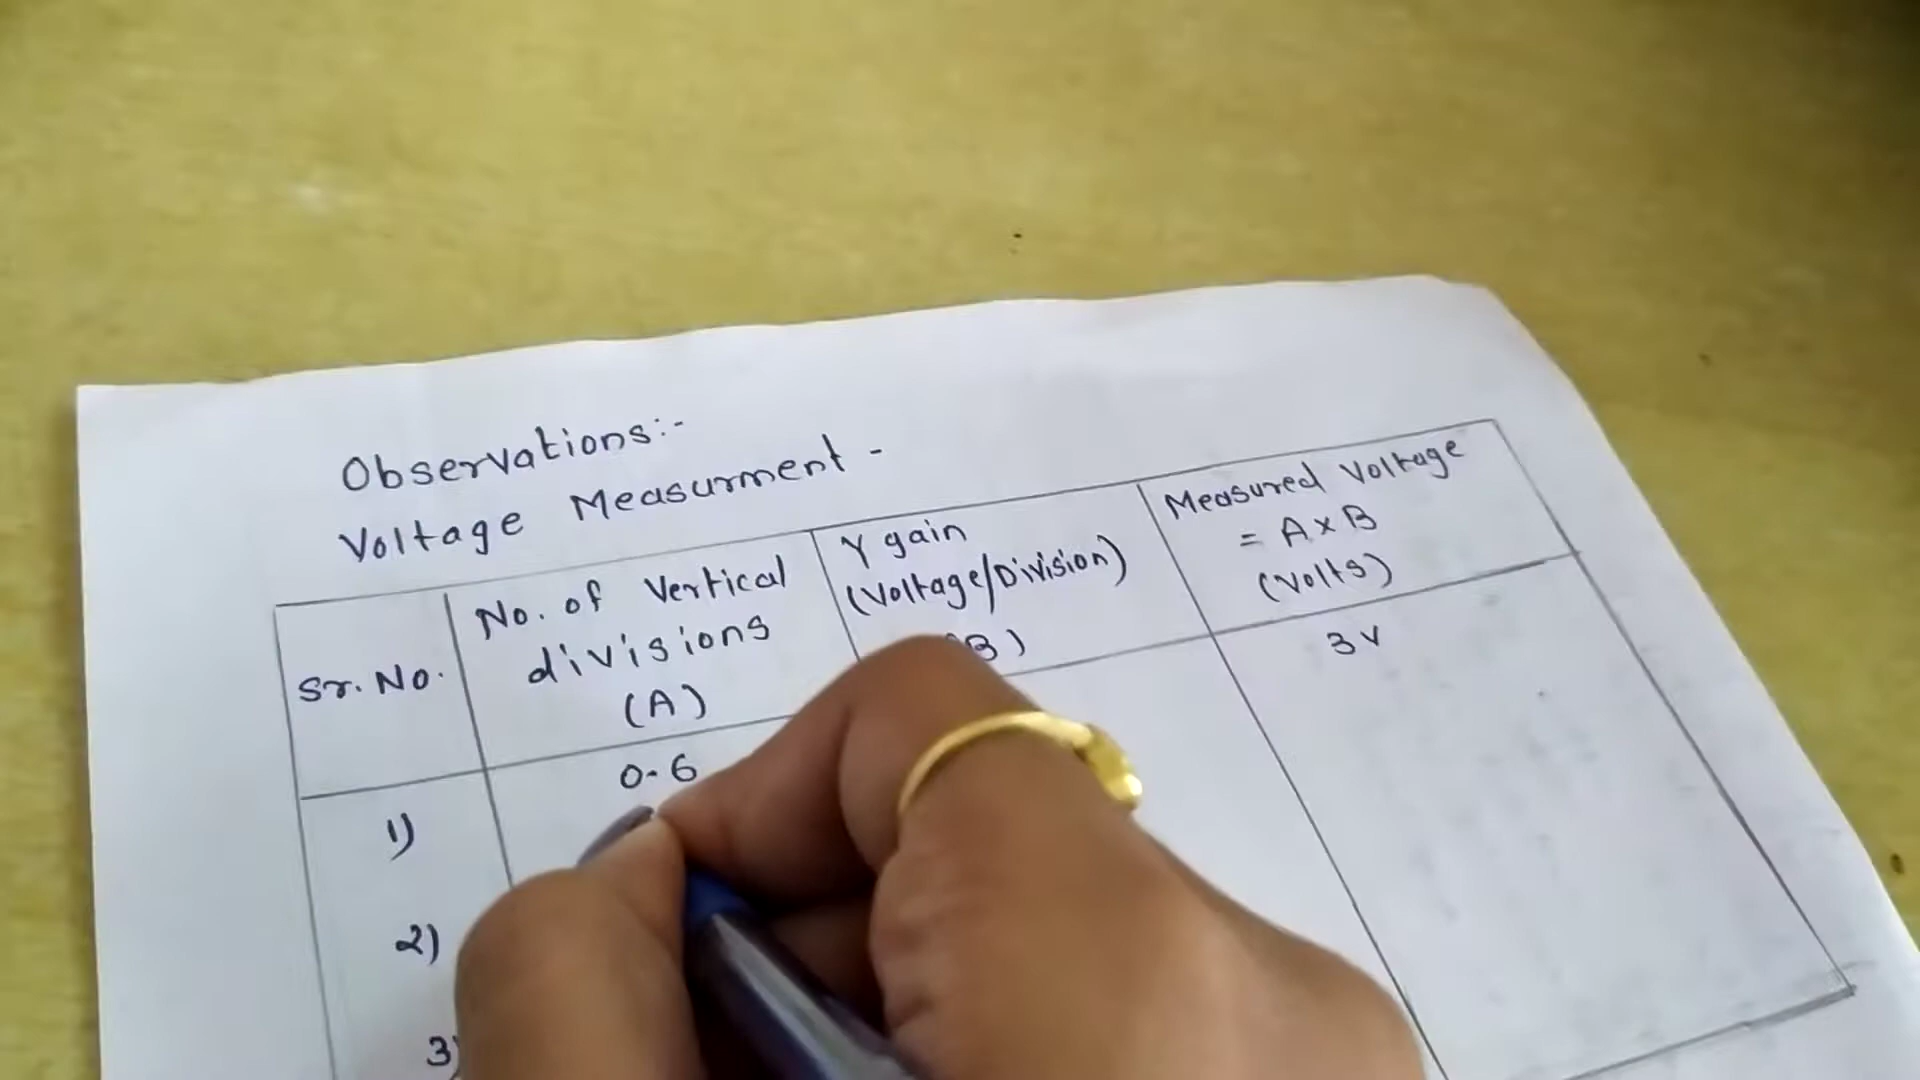 Observations:-
Voltage Measurment -
Sr. No.
No. of Vertical
divisions
(A)
Y gain
(Voltage/Division)
B)
Measured Voltage
= A x B
(Volts)
1)
0.6
3 V
2)
3)